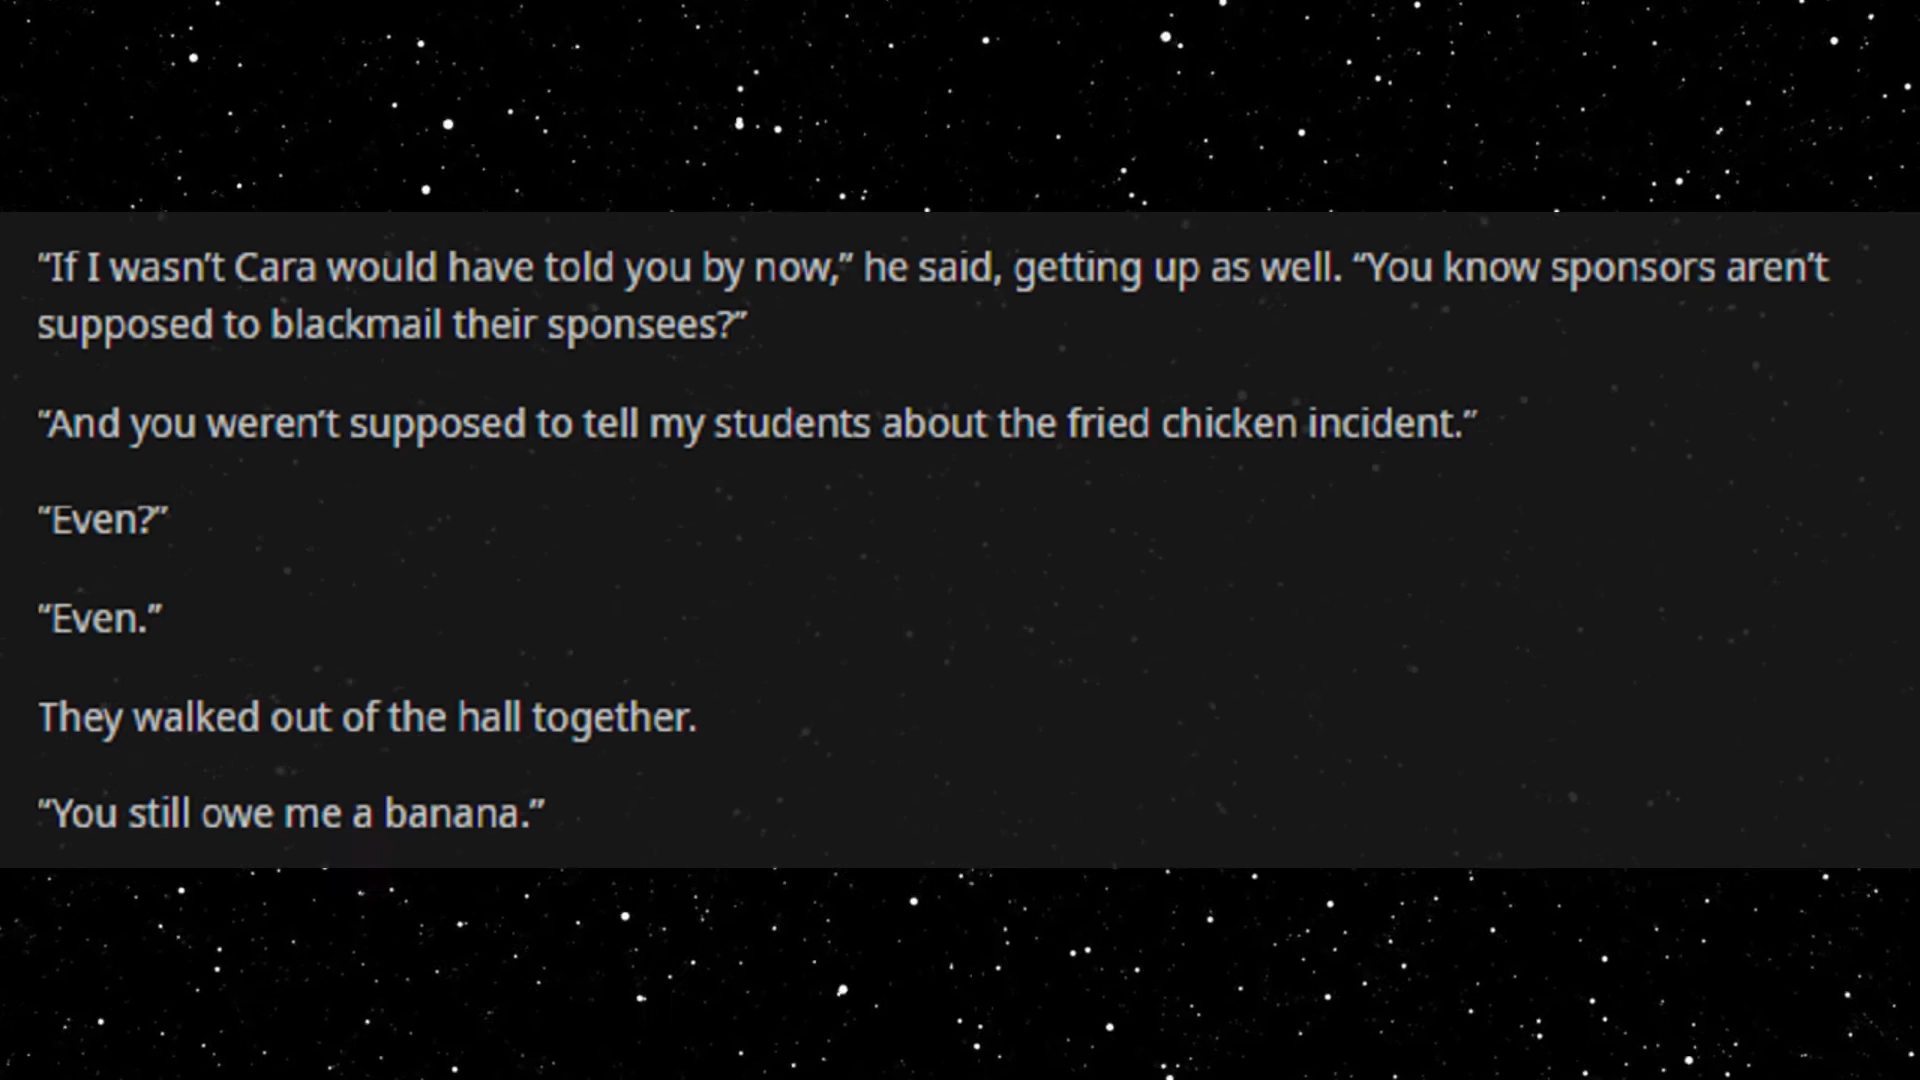 “If I wasn’t Cara would have told you by now,” he said, getting up as well. “You know sponsors aren’t
supposed to blackmail their sponsees?”
“And you weren’t supposed to tell my students about the fried chicken incident.”
“Even?”
“Even.”
They walked out of the hall together.
“You still owe me a banana.”